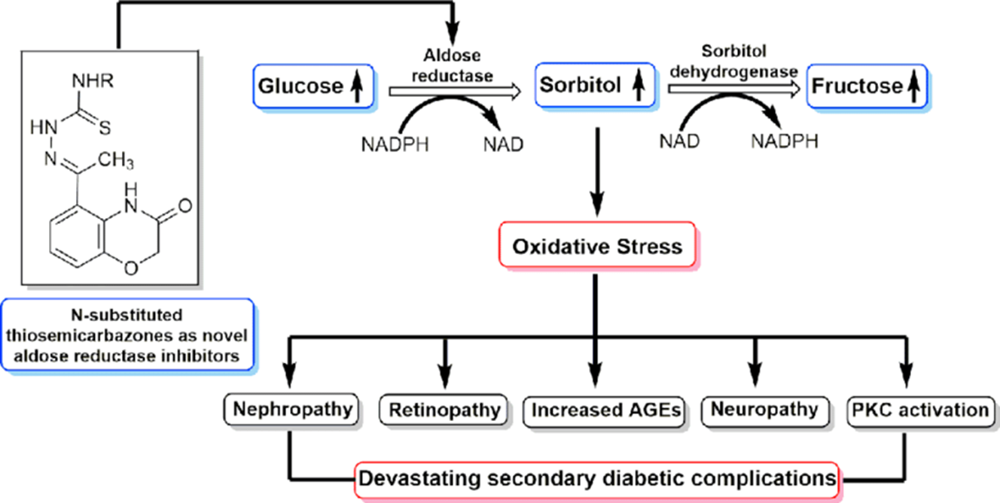 NHR
HN
S
N
CH3
H
N
O
O
N-substituted
thiosemicarbazones as novel
aldose reductase inhibitors
Glucose
Aldose
reductase
NADPH
NAD
Sorbitol
Sorbitol
dehydrogenase
NAD
NADPH
Fructose
Oxidative Stress
Nephropathy
Retinopathy
Increased AGEs
Neuropathy
PKC activation
Devastating secondary diabetic complications